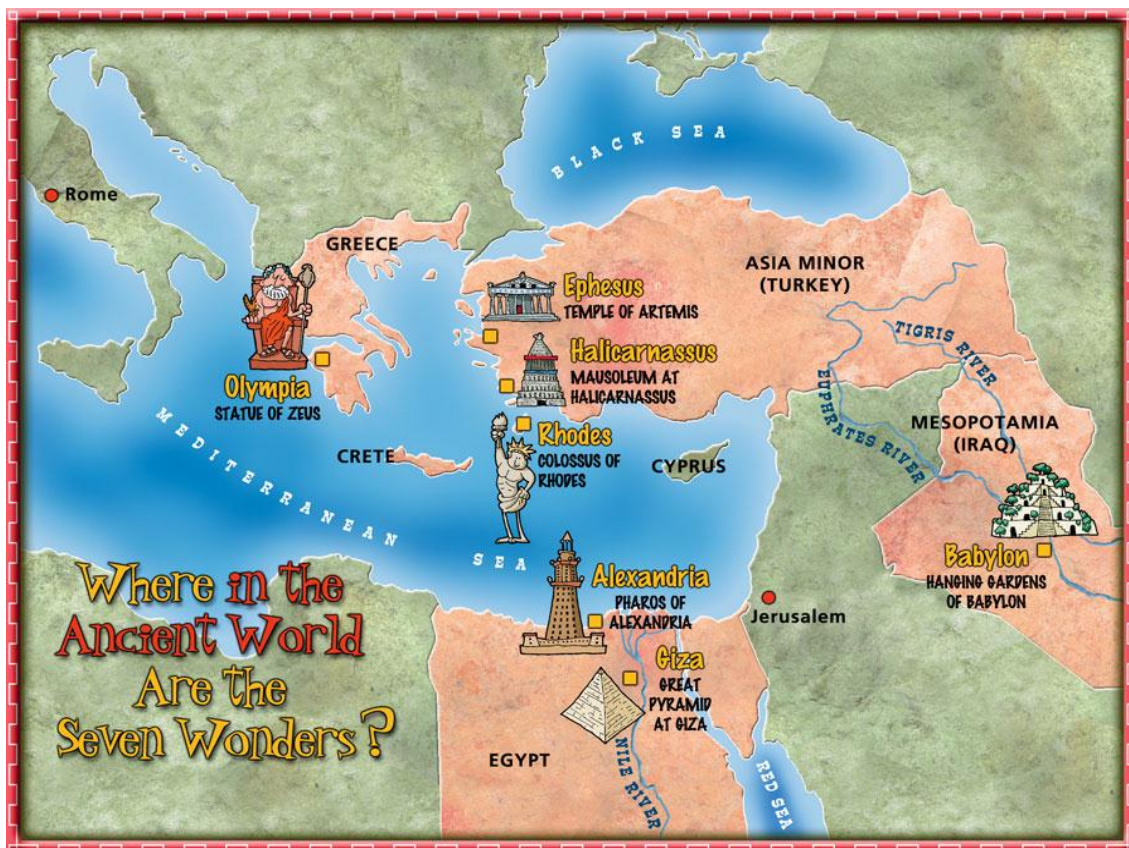 BLACK SEA
Rome
GREECE
ASIA MINOR
(TURKEY)
Ephesus
TEMPLE OF ARTEMIS
TIGRIS RIVER
Halicarnassus
MAUSOLEUM AT
HALICARNASSUS
EUPHRATES RIVER
Olympia
STATUE OF ZEUS
MESOPOTAMIA
(IRAQ)
MEDITERRANEAN SEA
Rhodes
COLOSSUS OF
RHODES
CRETE
CYPRUS
Babylon
HANGING GARDENS
OF BABYLON
Where in the
Ancient World
Are the
Seven Wonders?
Alexandria
PHAROS OF
ALEXANDRIA
Jerusalem
Giza
GREAT
PYRAMID
AT GIZA
EGYPT
NILE RIVER
RED SEA